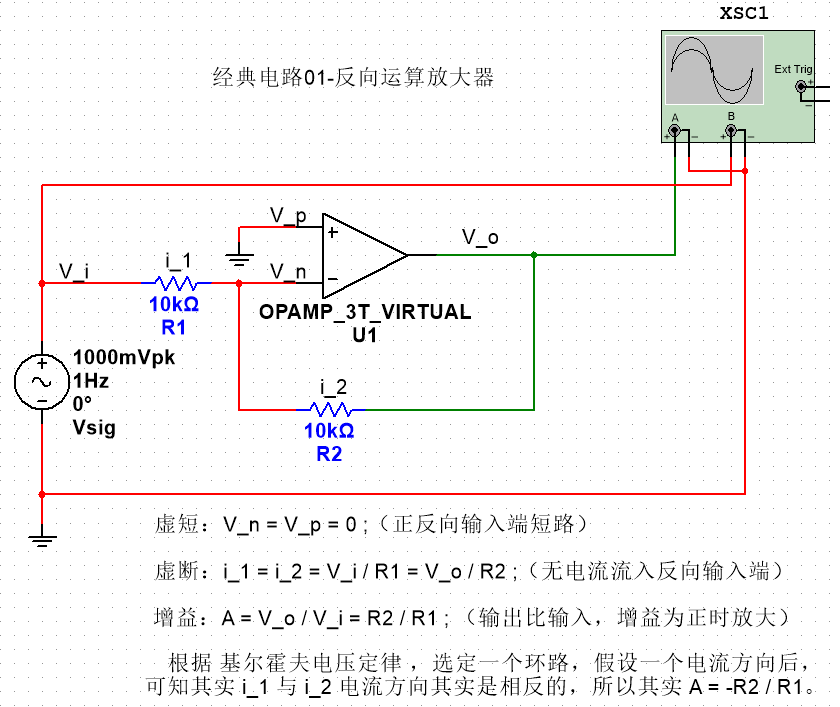 XSC1
经典电路01-反向运算放大器
Ext Trig
+
−
A
B
+
−
+
−
V_p
+
V_o
V_i
i_1
V_n
−
10kΩ
R1
OPAMP_3T_VIRTUAL
U1
+
−
1000mVpk
1Hz
0°
Vsig
i_2
10kΩ
R2
虚短：V_n = V_p = 0 ;（正反向输入端短路）
虚断：i_1 = i_2 = V_i / R1 = V_o / R2 ;（无电流流入反向输入端）
增益：A = V_o / V_i = R2 / R1 ; （输出比输入，增益为正时放大）
根据 基尔霍夫电压定律 ，选定一个环路，假设一个电流方向后，
可知其实 i_1 与 i_2 电流方向其实是相反的，所以其实 A = -R2 / R1。